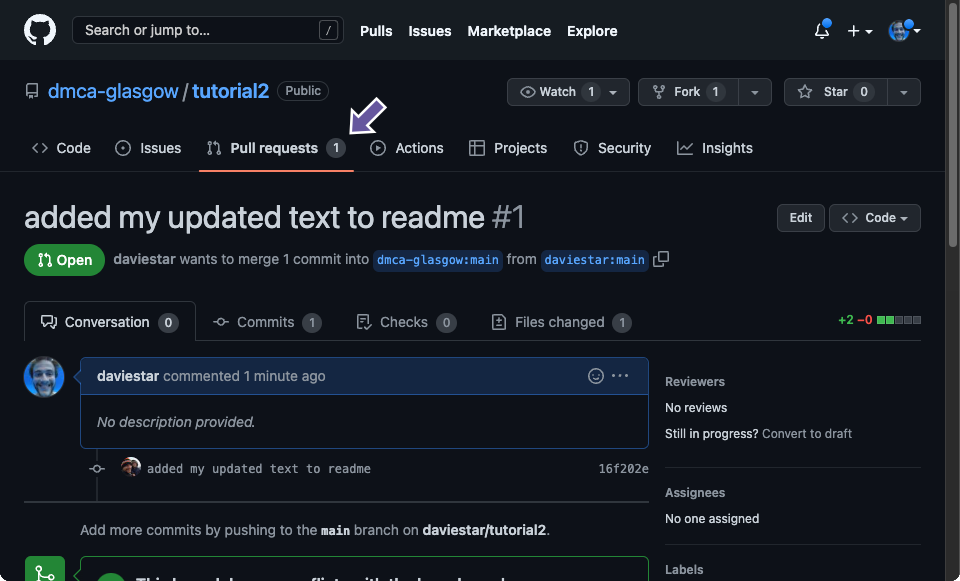 Search or jump to... /
Pulls Issues Marketplace Explore
dmca-glasgow / tutorial2 Public
Watch 1 Fork 1 Star 0
Code Issues Pull requests 1 Actions Projects Security Insights
added my updated text to readme #1
Edit Code
Open daviestar wants to merge 1 commit into dmca-glasgow:main from daviestar:main
Conversation 0 Commits 1 Checks 0 Files changed 1
+2 −0
daviestar commented 1 minute ago
No description provided.
added my updated text to readme 16f202e
Add more commits by pushing to the main branch on daviestar/tutorial2.
Reviewers
No reviews
Still in progress? Convert to draft
Assignees
No one assigned
Labels